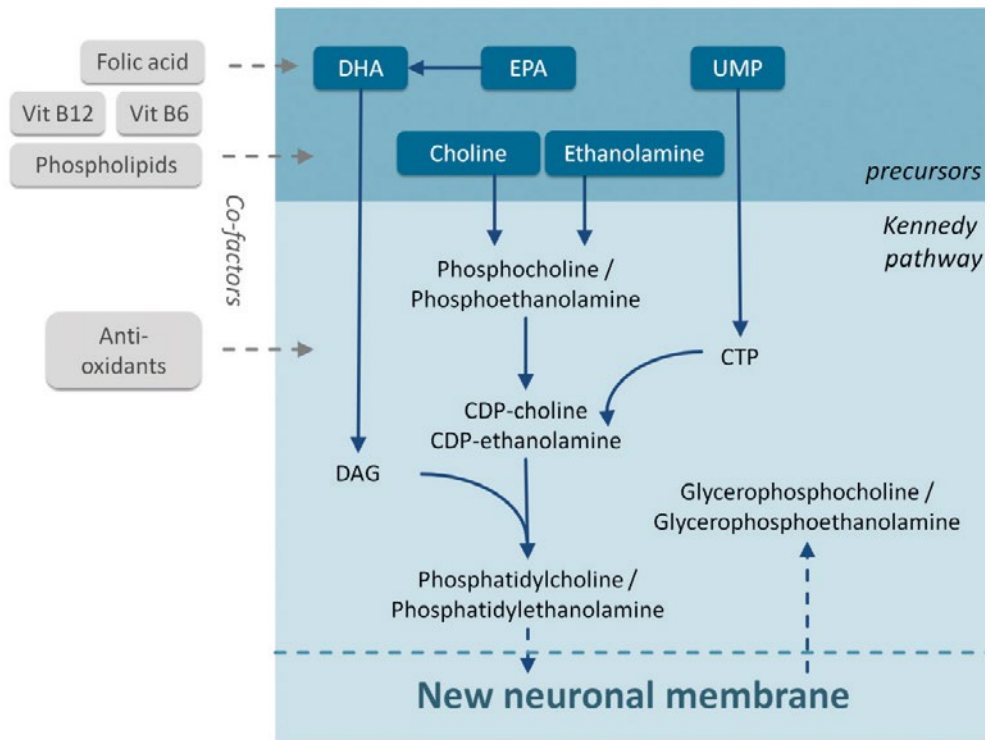 Folic acid
DHA
EPA
UMP
Vit B12
Vit B6
Phospholipids
Choline
Ethanolamine
precursors
Co-factors
Kennedy
pathway
Phosphocholine /
Phosphoethanolamine
Anti-
oxidants
CTP
CDP-choline
CDP-ethanolamine
DAG
Glycerophosphocholine /
Glycerophosphoethanolamine
Phosphatidylcholine /
Phosphatidylethanolamine
New neuronal membrane